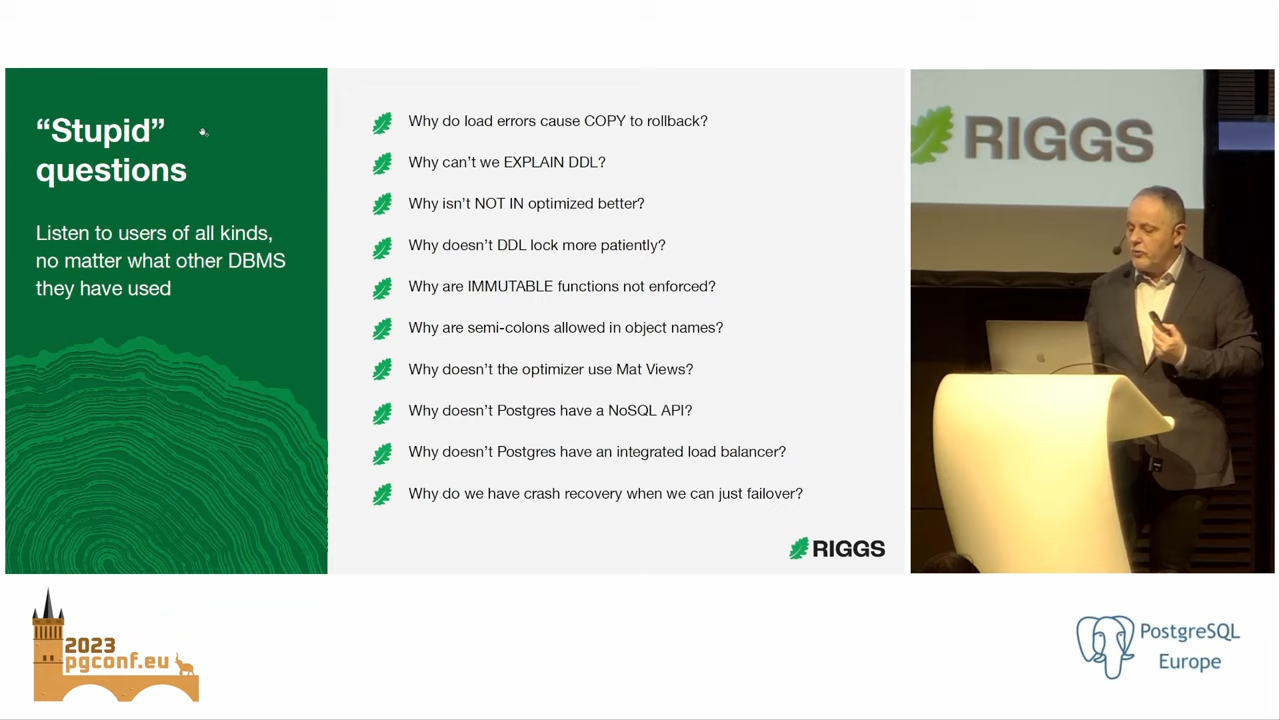 “Stupid”
questions
Listen to users of all kinds,
no matter what other DBMS
they have used
Why do load errors cause COPY to rollback?
Why can’t we EXPLAIN DDL?
Why isn’t NOT IN optimized better?
Why doesn’t DDL lock more patiently?
Why are IMMUTABLE functions not enforced?
Why are semi-colons allowed in object names?
Why doesn’t the optimizer use Mat Views?
Why doesn’t Postgres have a NoSQL API?
Why doesn’t Postgres have an integrated load balancer?
Why do we have crash recovery when we can just failover?
RIGGS
RIGGS
2023
pgconf.eu
PostgreSQL
Europe